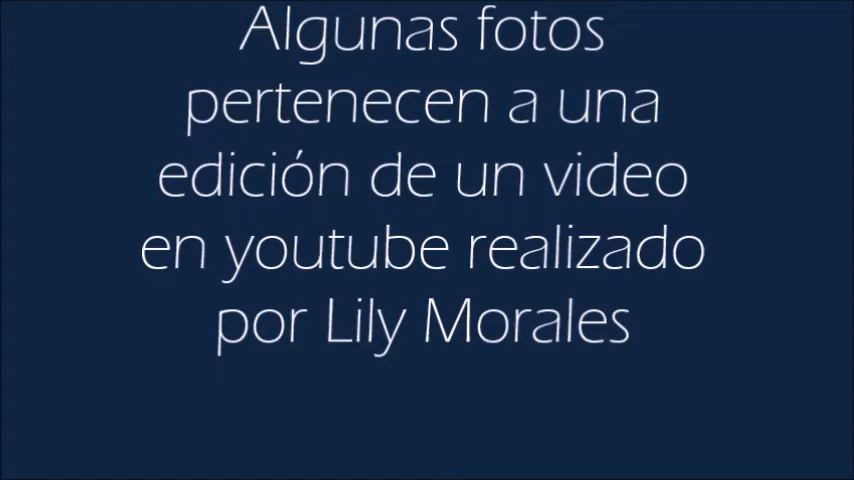 Algunas fotos
pertenecen a una
edición de un video
en youtube realizado
por Lily Morales